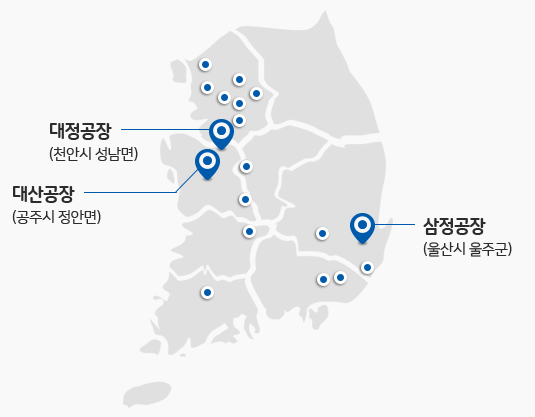 대정공장
(천안시 성남면)
대산공장
(공주시 정안면)
삼정공장
(울산시 울주군)